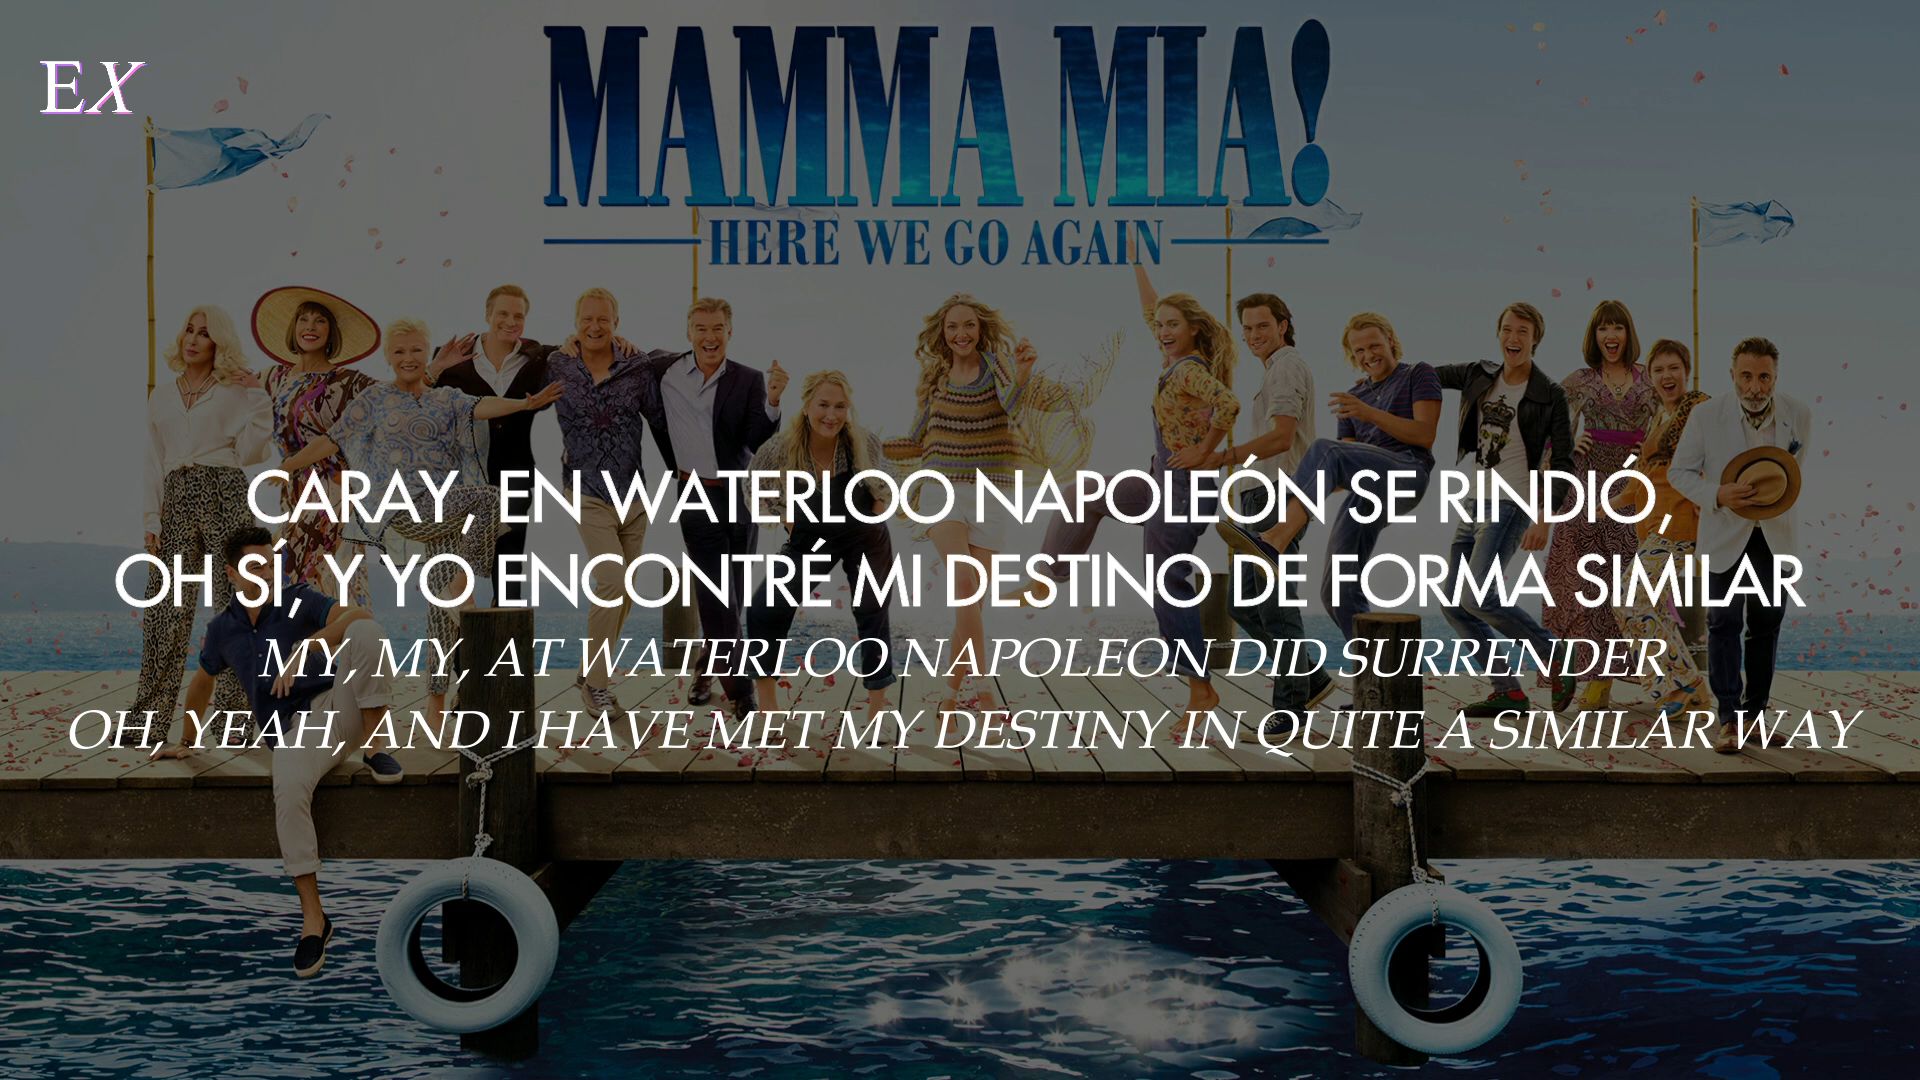 EX
MAMMA MIA!
HERE WE GO AGAIN
CARAY, EN WATERLOO NAPOLEÓN SE RINDIÓ,
OH SÍ, Y YO ENCONTRÉ MI DESTINO DE FORMA SIMILAR
MY, MY, AT WATERLOO NAPOLEON DID SURRENDER
OH, YEAH, AND I HAVE MET MY DESTINY IN QUITE A SIMILAR WAY